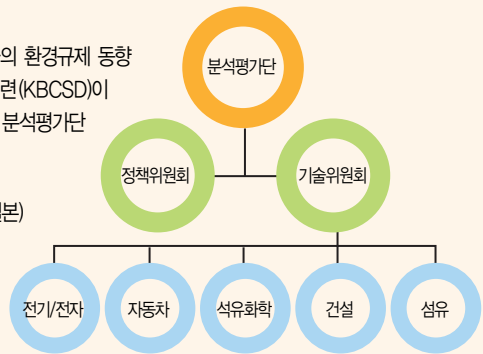 의 환경규제 동향
련(KBCSD)이
분석평가단
일본)
분석평가단
정책위원회 기술위원회
전기/전자 자동차 석유화학 건설 섬유